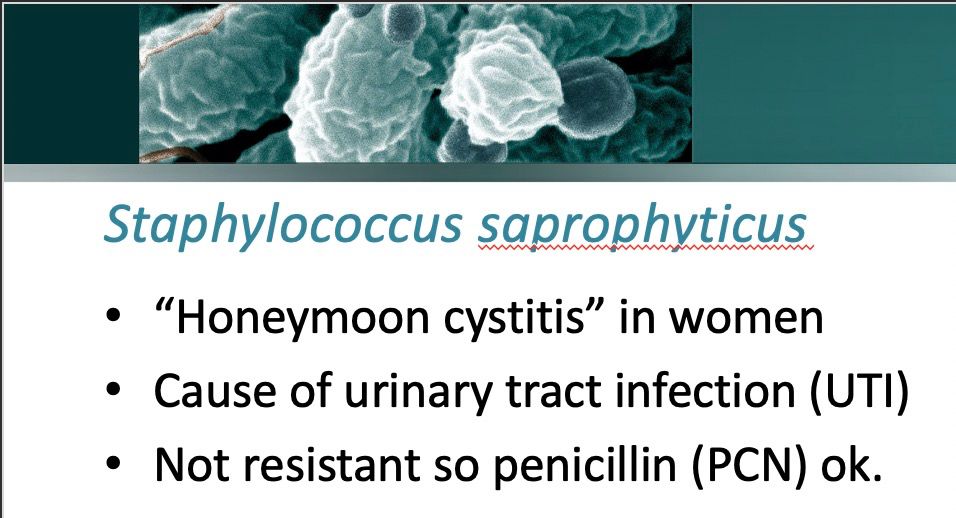 Staphylococcus saprophyticus
• “Honeymoon cystitis” in women
• Cause of urinary tract infection (UTI)
• Not resistant so penicillin (PCN) ok.